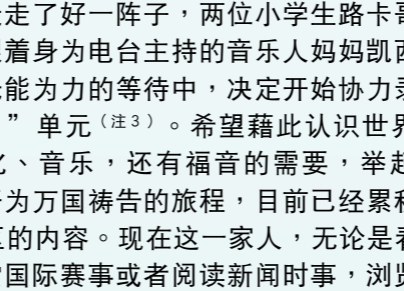 走了好一阵子，两位小学生路卡哥
着身为电台主持的音乐人妈妈凯西
能为力的等待中，决定开始协力录
”单元（注3）。希望藉此认识世界
化、音乐，还有福音的需要，举起
为万国祷告的旅程，目前已经累积
区的内容。现在这一家人，无论是看
国际赛事或者阅读新闻时事，浏览